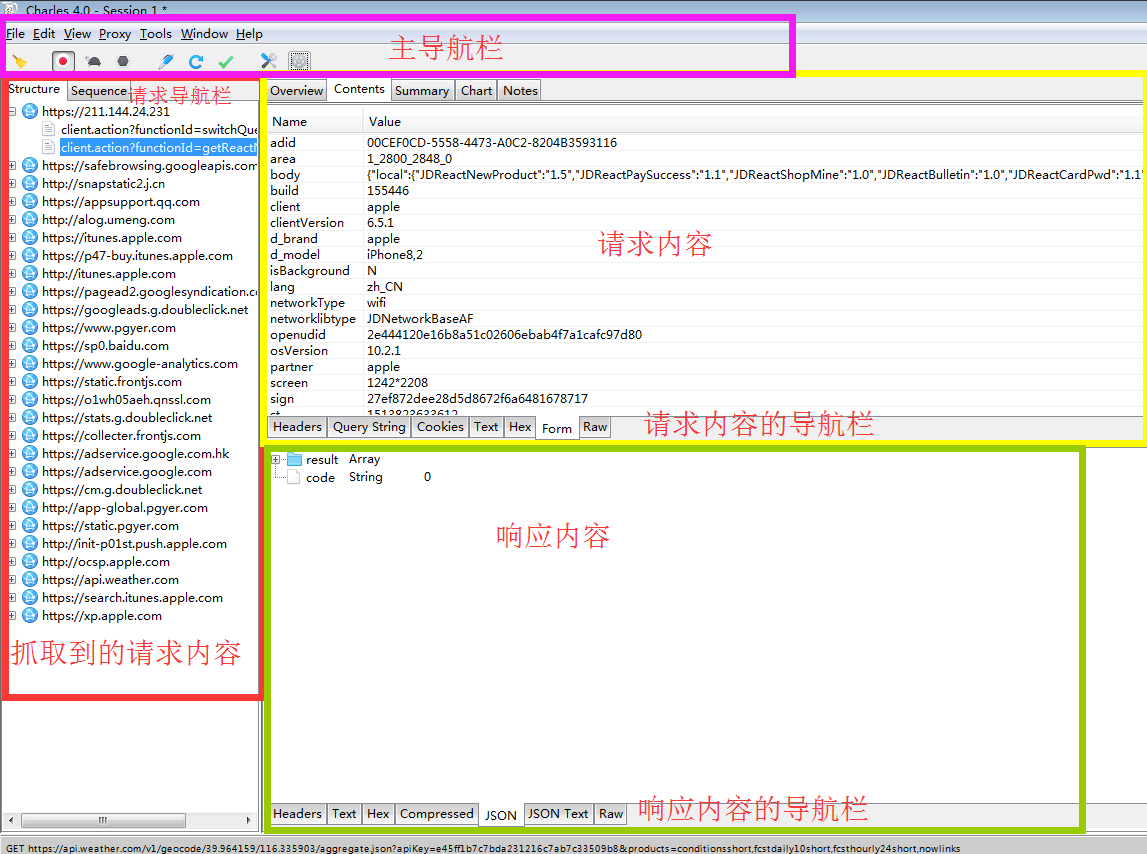 Charles 4.0 - Session 1 *
File Edit View Proxy Tools Window Help
主导航栏
Structure Sequence
请求导航栏
https://211.144.24.231
client.action?functionId=switchQue
client.action?functionId=getReactN
https://safebrowsing.googleapis.com
http://snapstatic2.j.cn
https://appsupport.qq.com
http://alog.umeng.com
https://itunes.apple.com
https://p47-buy.itunes.apple.com
http://itunes.apple.com
https://pagead2.googlesyndication.co
https://googleads.g.doubleclick.net
https://www.pgyer.com
https://sp0.baidu.com
https://www.google-analytics.com
https://static.frontjs.com
https://o1wh05aeh.qnssl.com
https://stats.g.doubleclick.net
https://collecter.frontjs.com
https://adservice.google.com.hk
https://adservice.google.com
https://cm.g.doubleclick.net
http://app-global.pgyer.com
https://static.pgyer.com
http://init-p01st.push.apple.com
http://ocsp.apple.com
https://api.weather.com
https://search.itunes.apple.com
https://xp.apple.com
抓取到的请求内容
Overview Contents Summary Chart Notes
Name Value
adid 00CEF0CD-5558-4473-A0C2-8204B3593116
area 1_2800_2848_0
body {"local":{"JDReactNewProduct":"1.5","JDReactPaySuccess":"1.1","JDReactShopMine":"1.0","JDReactBulletin":"1.0","JDReactCardPwd":"1.1"
build 155446
client apple
clientVersion 6.5.1
d_brand apple
d_model iPhone8,2
isBackground N
lang zh_CN
networkType wifi
networklibtype JDNetworkBaseAF
openudid 2e444120e16b8a51c02606ebab4f7a1cafc97d80
osVersion 10.2.1
partner apple
screen 1242*2208
sign 27ef872dee28d5d8672f6a6481678717
st 1513823633612
请求内容
Headers Query String Cookies Text Hex Form Raw
请求内容的导航栏
result Array
code String 0
响应内容
Headers Text Hex Compressed JSON JSON Text Raw
响应内容的导航栏
GET https://api.weather.com/v1/geocode/39.964159/116.335903/aggregate.json?apiKey=e45ff1b7c7bda231216c7ab7c33509b8&products=conditionsshort,fcstdaily10short,fcsthourly24short,nowlinks